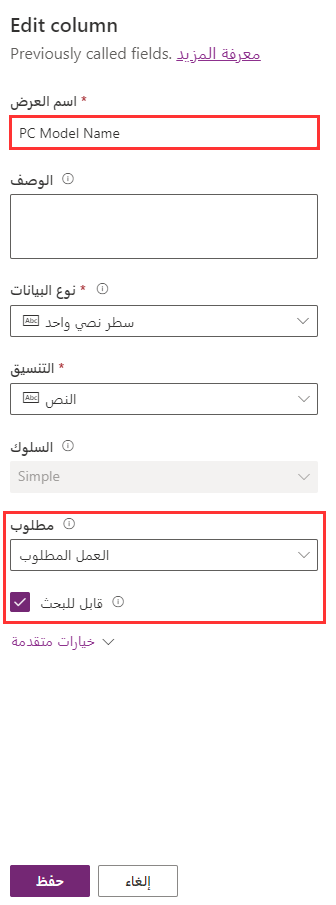 Edit column
Previously called fields. معرفة المزيد
اسم العرض *
PC Model Name
الوصف
نوع البيانات *
Abc سطر نصي واحد
التنسيق *
Abc النص
السلوك
Simple
مطلوب
العمل المطلوب
قابل للبحث
خيارات متقدمة
حفظ
إلغاء